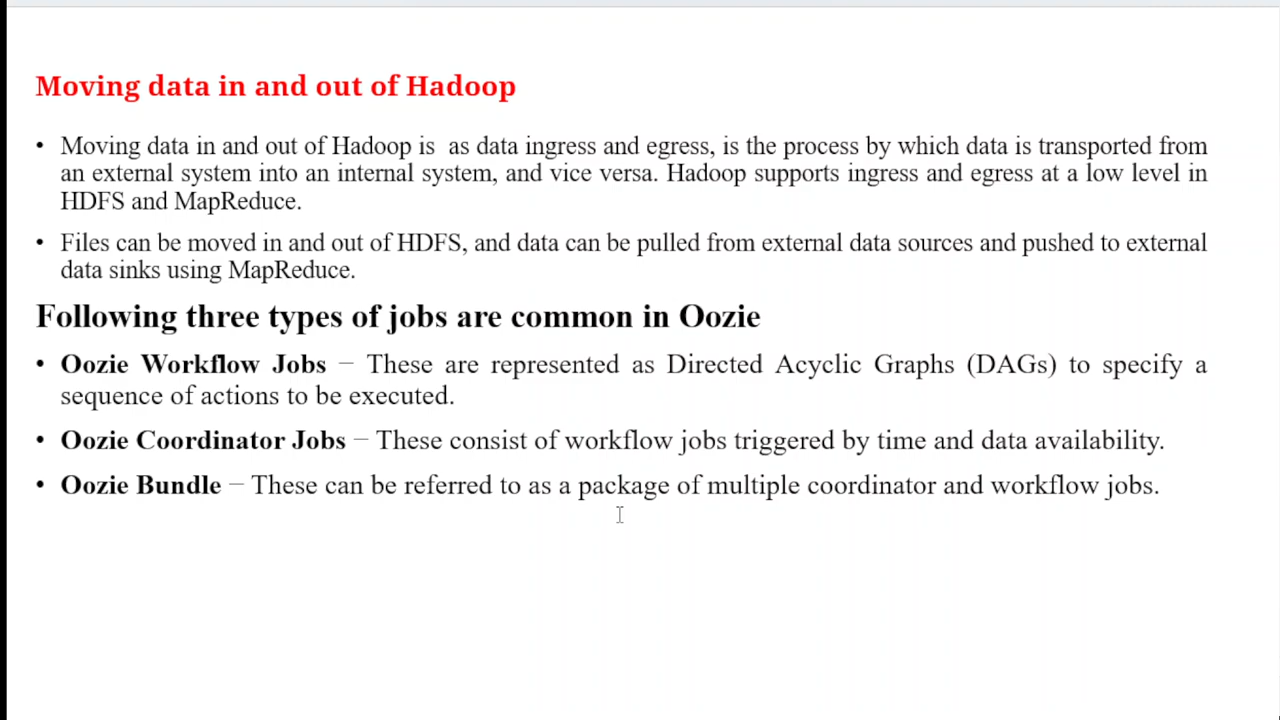 Moving data in and out of Hadoop
• Moving data in and out of Hadoop is as data ingress and egress, is the process by which data is transported from
an external system into an internal system, and vice versa. Hadoop supports ingress and egress at a low level in
HDFS and MapReduce.
• Files can be moved in and out of HDFS, and data can be pulled from external data sources and pushed to external
data sinks using MapReduce.
Following three types of jobs are common in Oozie
• Oozie Workflow Jobs − These are represented as Directed Acyclic Graphs (DAGs) to specify a
sequence of actions to be executed.
• Oozie Coordinator Jobs − These consist of workflow jobs triggered by time and data availability.
• Oozie Bundle − These can be referred to as a package of multiple coordinator and workflow jobs.